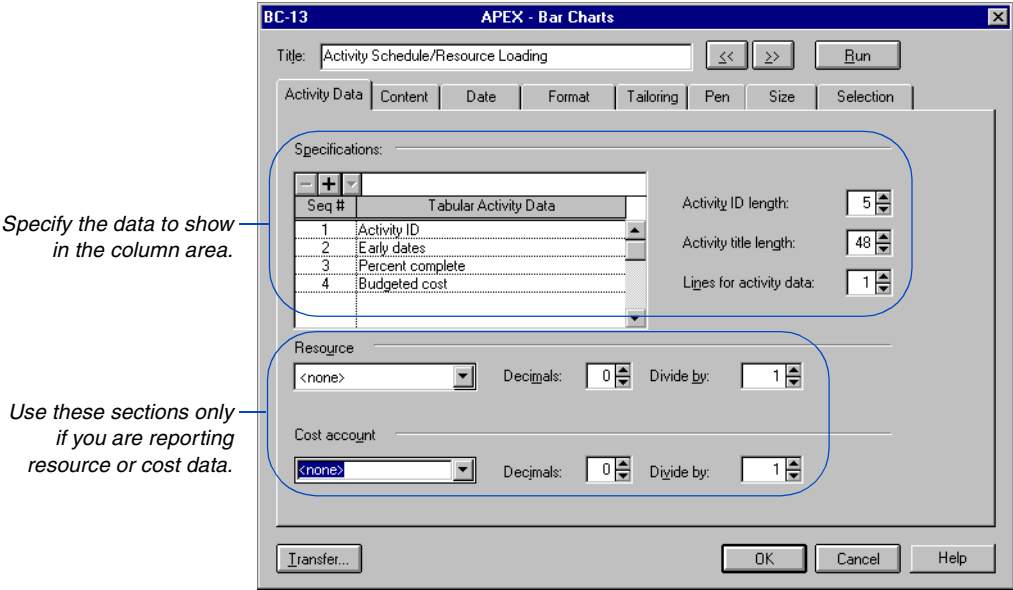 BC-13 APEX - Bar Charts
Title: Activity Schedule/Resource Loading << >> Run
Activity Data Content Date Format Tailoring Pen Size Selection
Specifications:
Seq # Tabular Activity Data
1 Activity ID
2 Early dates
3 Percent complete
4 Budgeted cost
Activity ID length: 5
Activity title length: 48
Lines for activity data: 1
Specify the data to show
in the column area.
Resource
<none> Decimals: 0 Divide by: 1
Cost account
<none> Decimals: 0 Divide by: 1
Use these sections only
if you are reporting
resource or cost data.
Transfer... OK Cancel Help